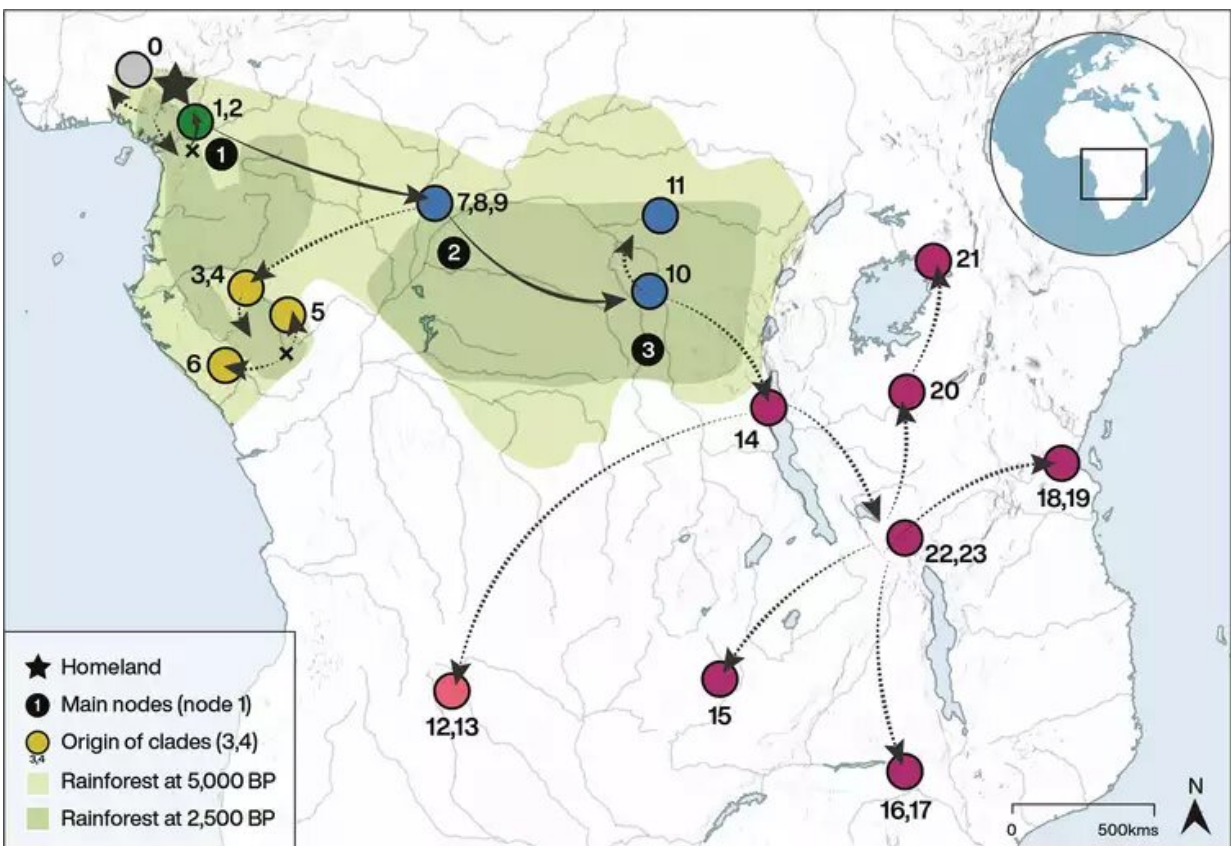 0
1,2
1
7,8,9
2
11
3,4
5
6
10
3
21
20
14
18,19
22,23
12,13
15
16,17
Homeland
1 Main nodes (node 1)
Origin of clades (3,4)
3,4
Rainforest at 5,000 BP
Rainforest at 2,500 BP
N
0 500kms